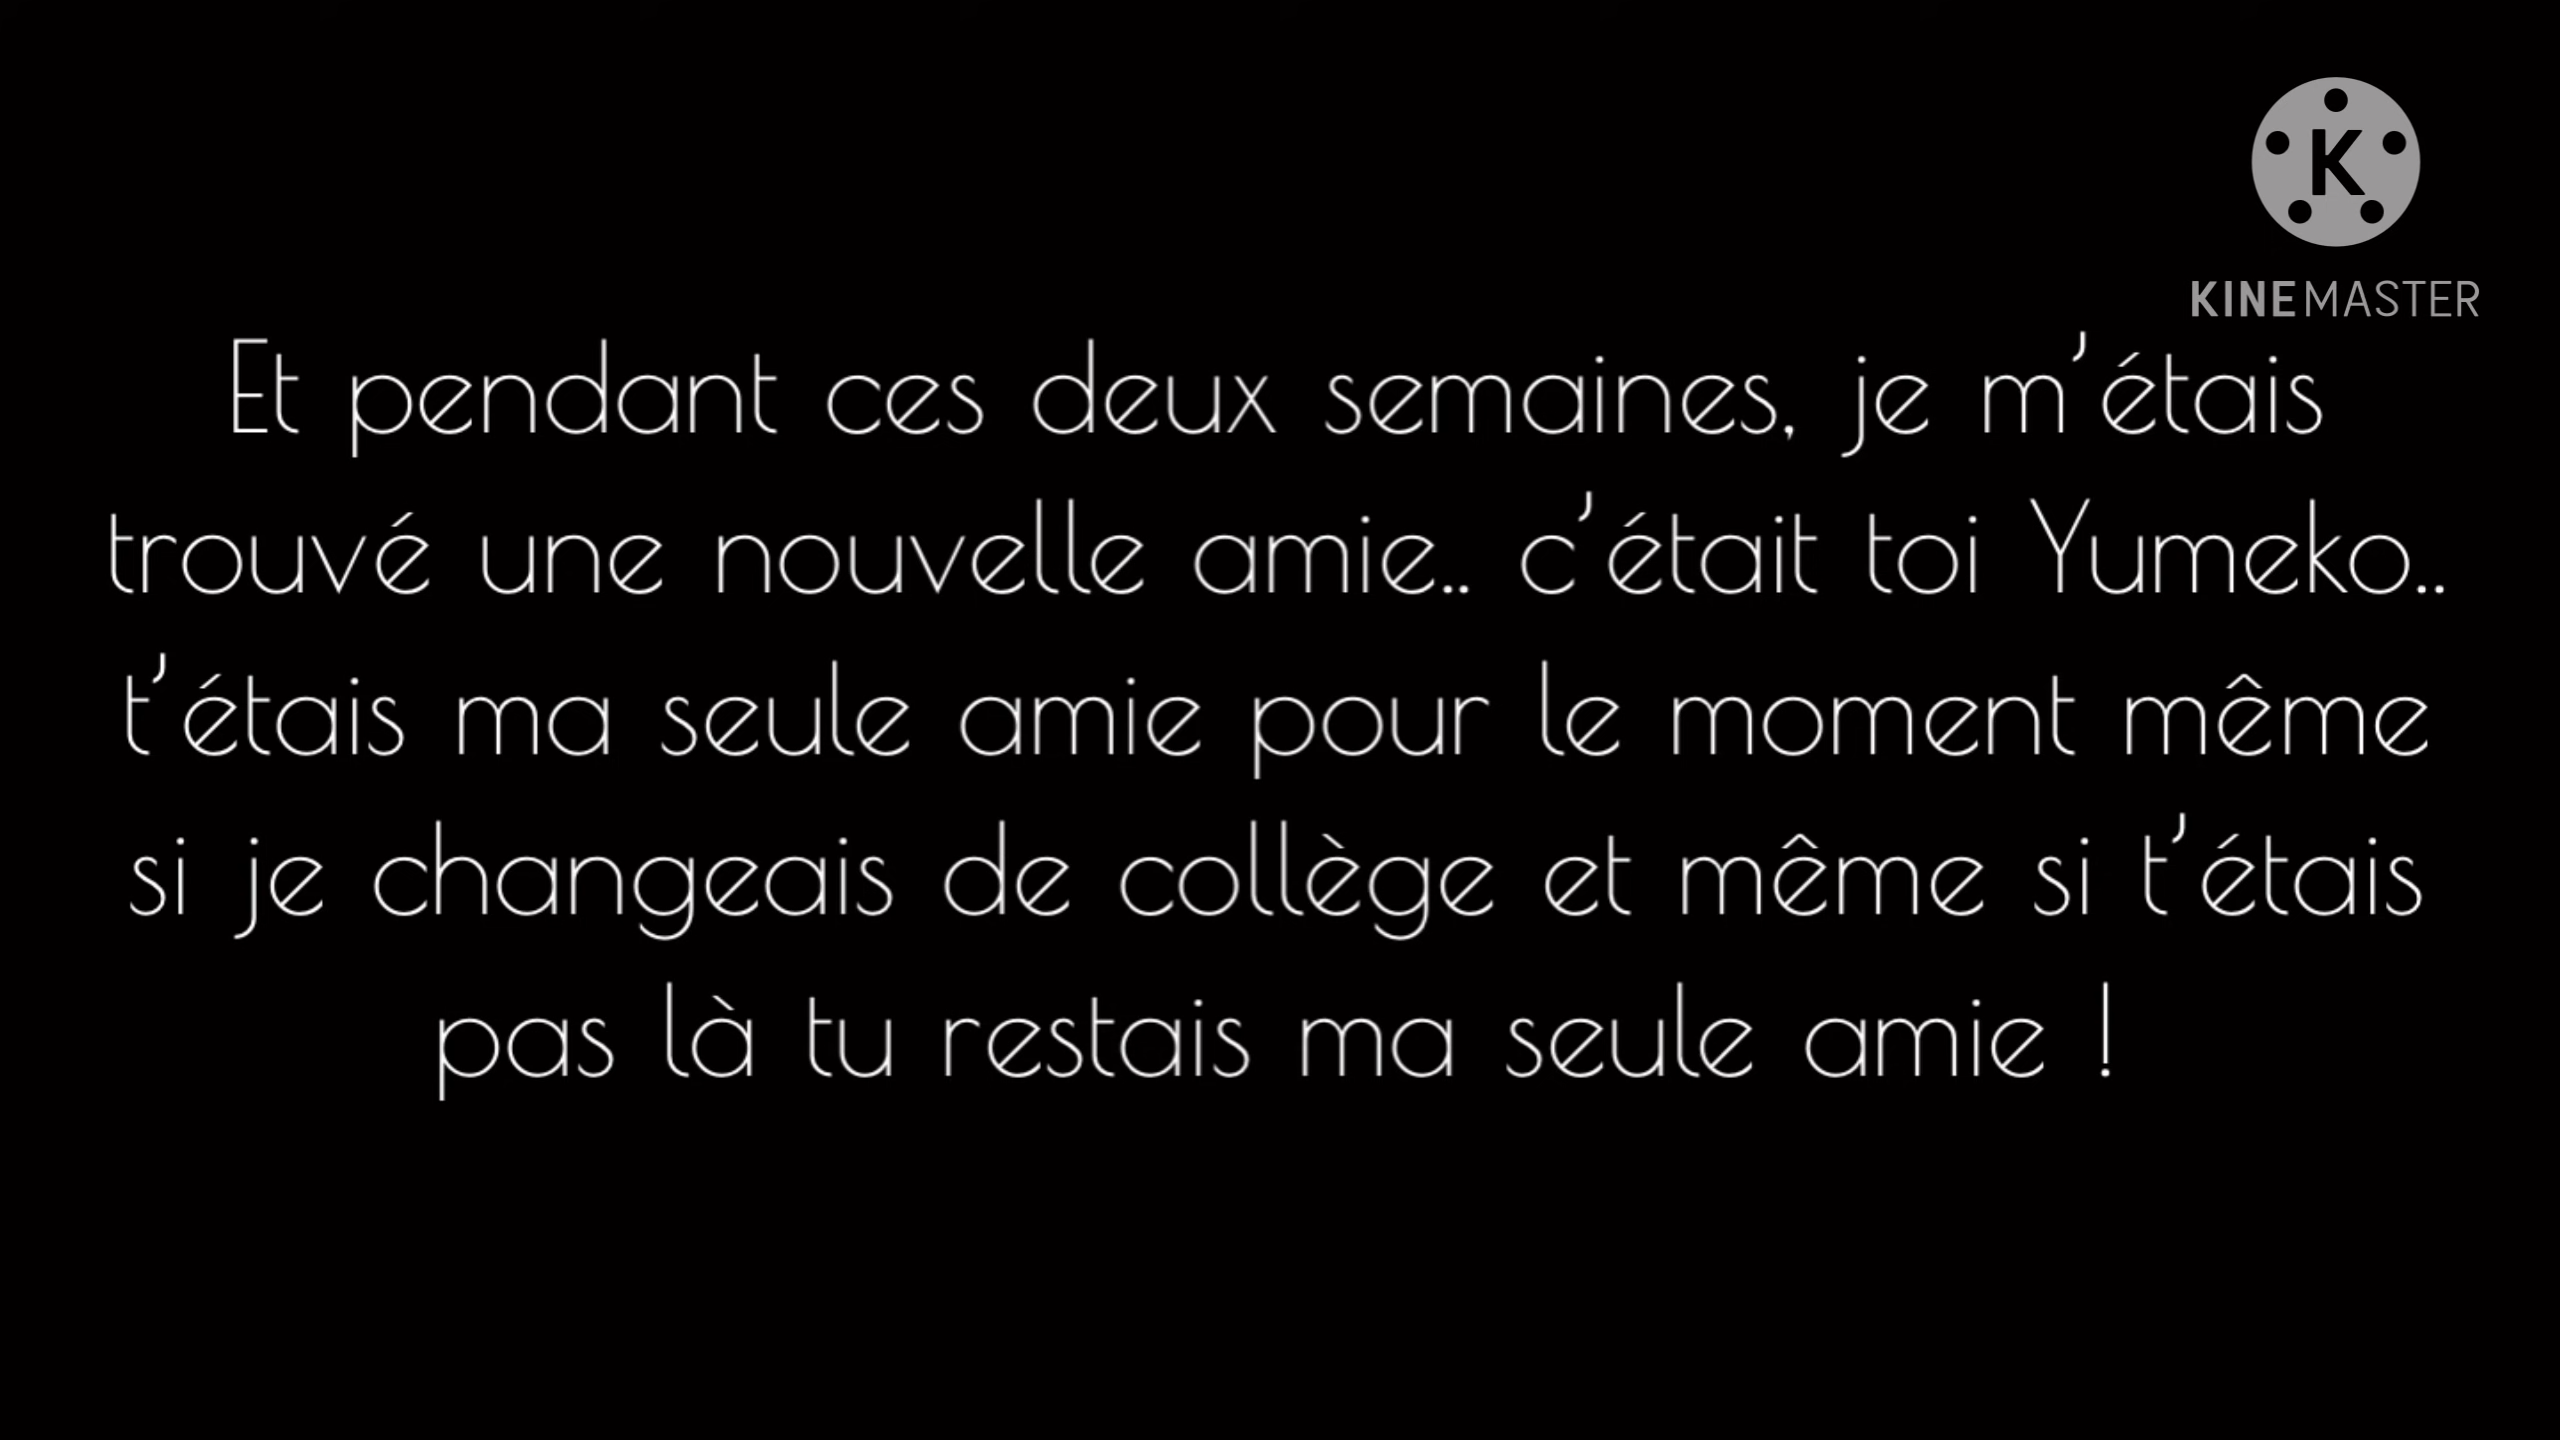 KINEMASTER
Et pendant ces deux semaines, je m’étais
trouvé une nouvelle amie.. c’était toi Yumeko..
t’étais ma seule amie pour le moment même
si je changeais de collège et même si t’étais
pas là tu restais ma seule amie !